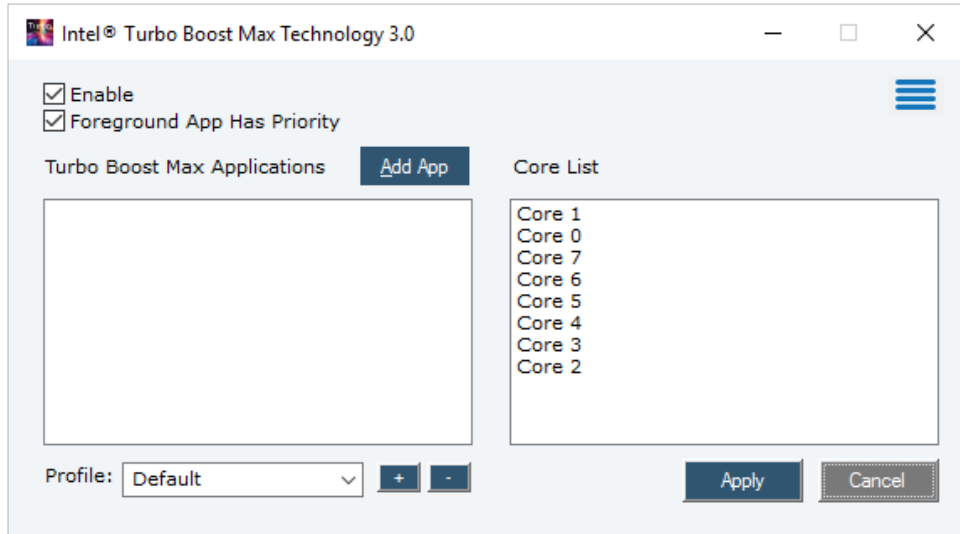 Intel® Turbo Boost Max Technology 3.0
Enable
Foreground App Has Priority
Turbo Boost Max Applications
Add App
Core List
Core 1
Core 0
Core 7
Core 6
Core 5
Core 4
Core 3
Core 2
Profile:
Default
+
-
Apply
Cancel